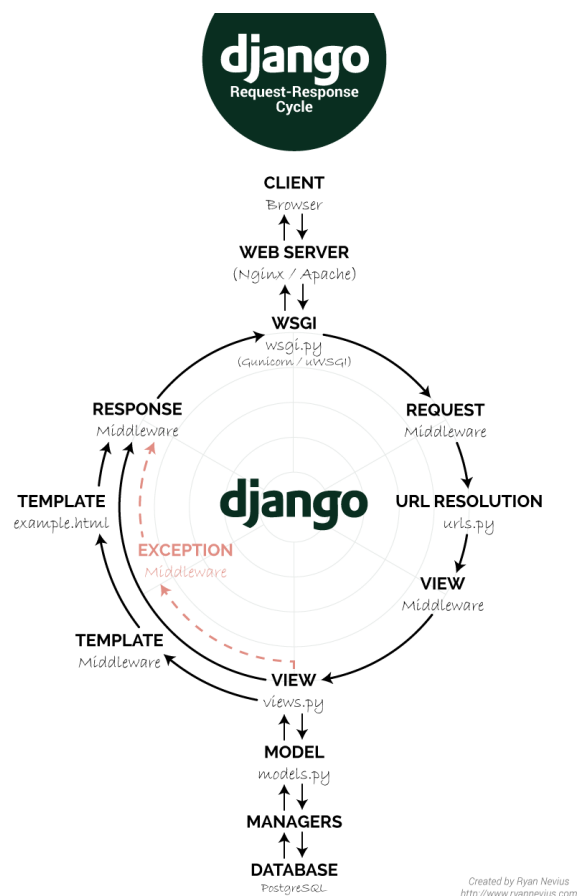 django
Request-Response
Cycle
CLIENT
Browser
WEB SERVER
(Nginx / Apache)
WSGI
wsgi.py
(Gunicorn / uWSGI)
RESPONSE
Middleware
REQUEST
Middleware
TEMPLATE
example.html
django
URL RESOLUTION
urls.py
EXCEPTION
Middleware
VIEW
Middleware
TEMPLATE
Middleware
VIEW
views.py
MODEL
models.py
MANAGERS
DATABASE
PostgreSQL
Created by Ryan Nevius
http://www.ryannevius.com